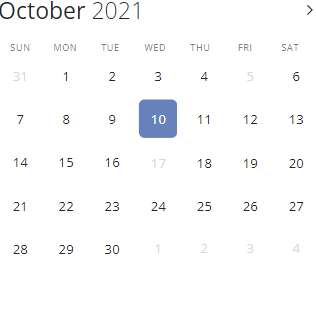 October 2021
SUN MON TUE WED THU FRI SAT
31 1 2 3 4 5 6
7 8 9 10 11 12 13
14 15 16 17 18 19 20
21 22 23 24 25 26 27
28 29 30 1 2 3 4